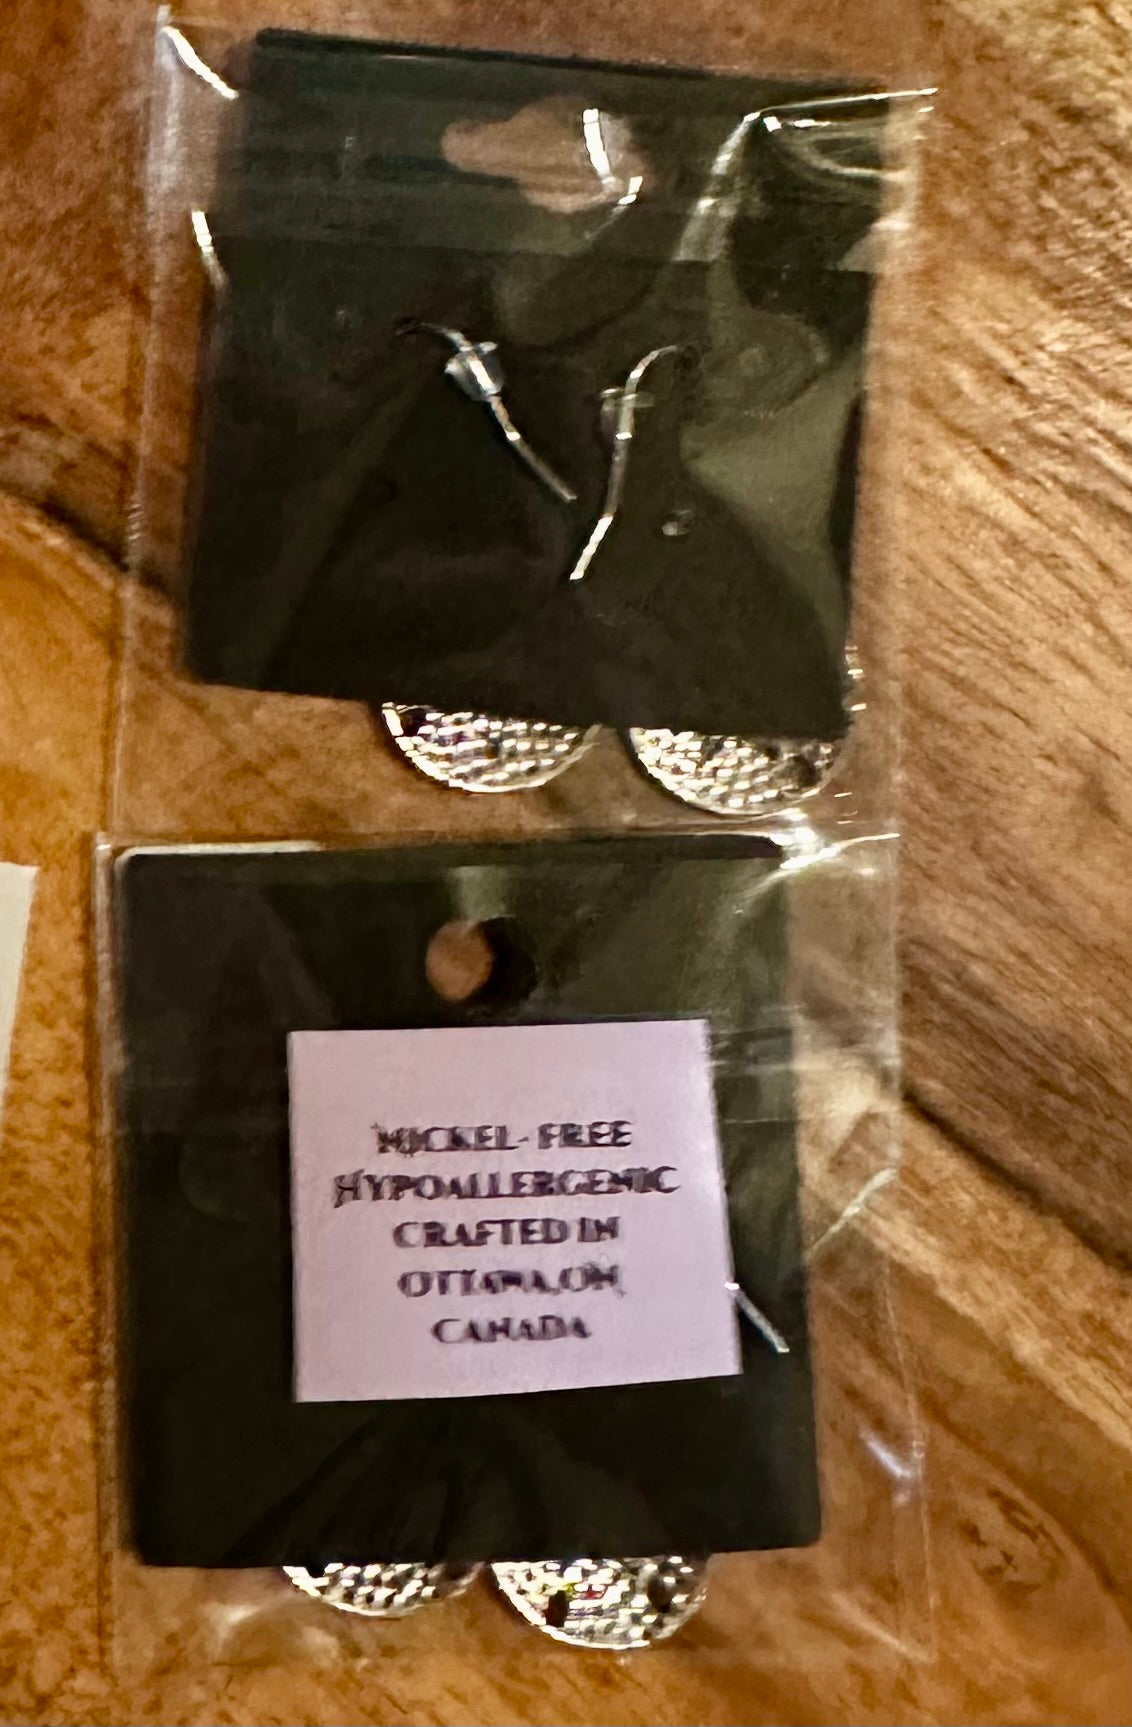 NICKEL-FREE
HYPOALLERGENIC
CRAFTED IN
OTTAWA, ON,
CANADA